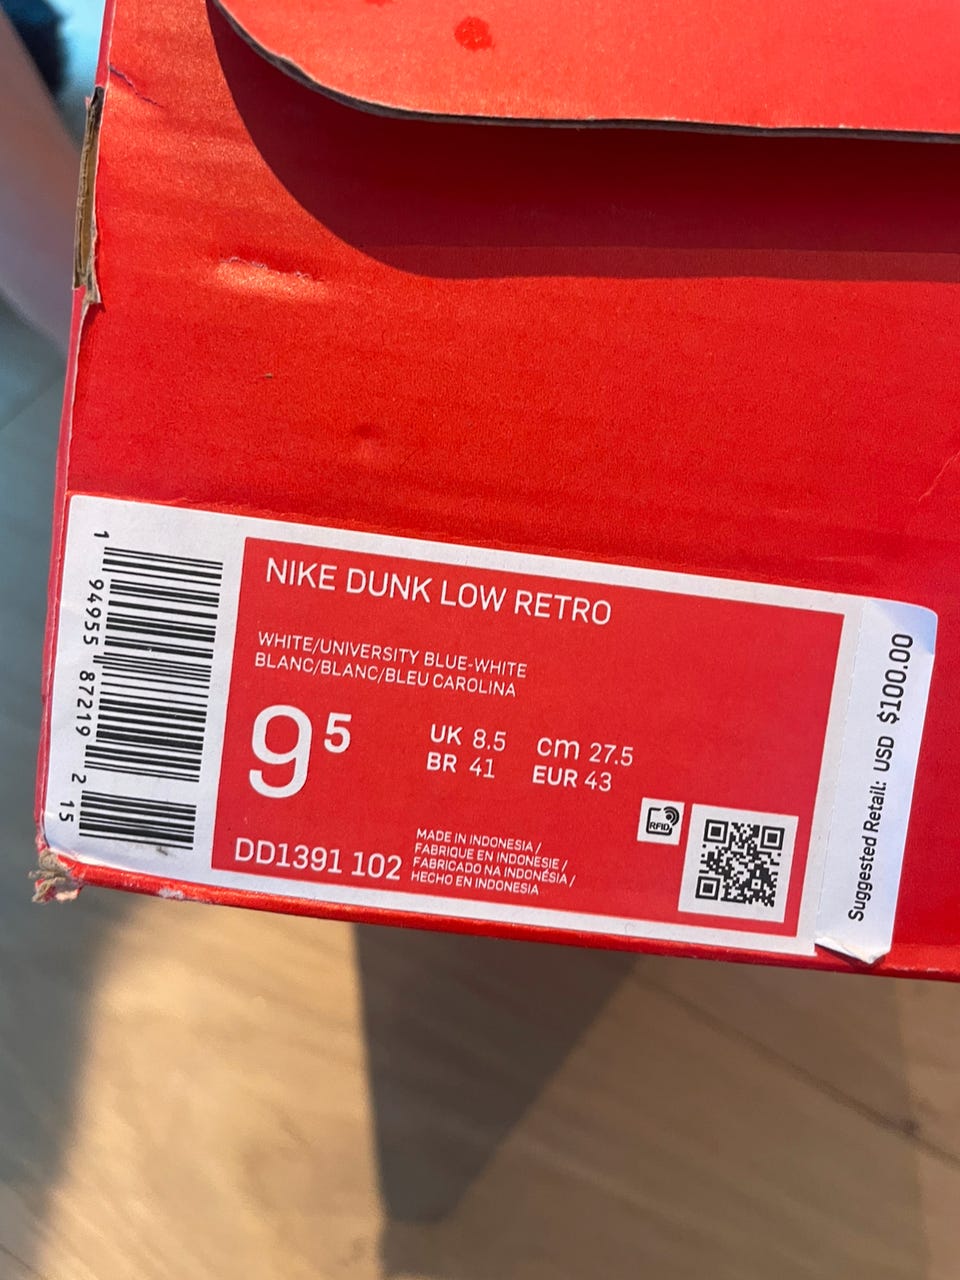 NIKE DUNK LOW RETRO
WHITE/UNIVERSITY BLUE-WHITE
BLANC/BLANC/BLEU CAROLINA
9⁵
UK 8.5 cm 27.5
BR 41 EUR 43
DD1391 102
MADE IN INDONESIA /
FABRIQUE EN INDONESIE /
FABRICADO NA INDONÉSIA /
HECHO EN INDONESIA
RFID
1 94955 87219 2 15
Suggested Retail: USD $100.00